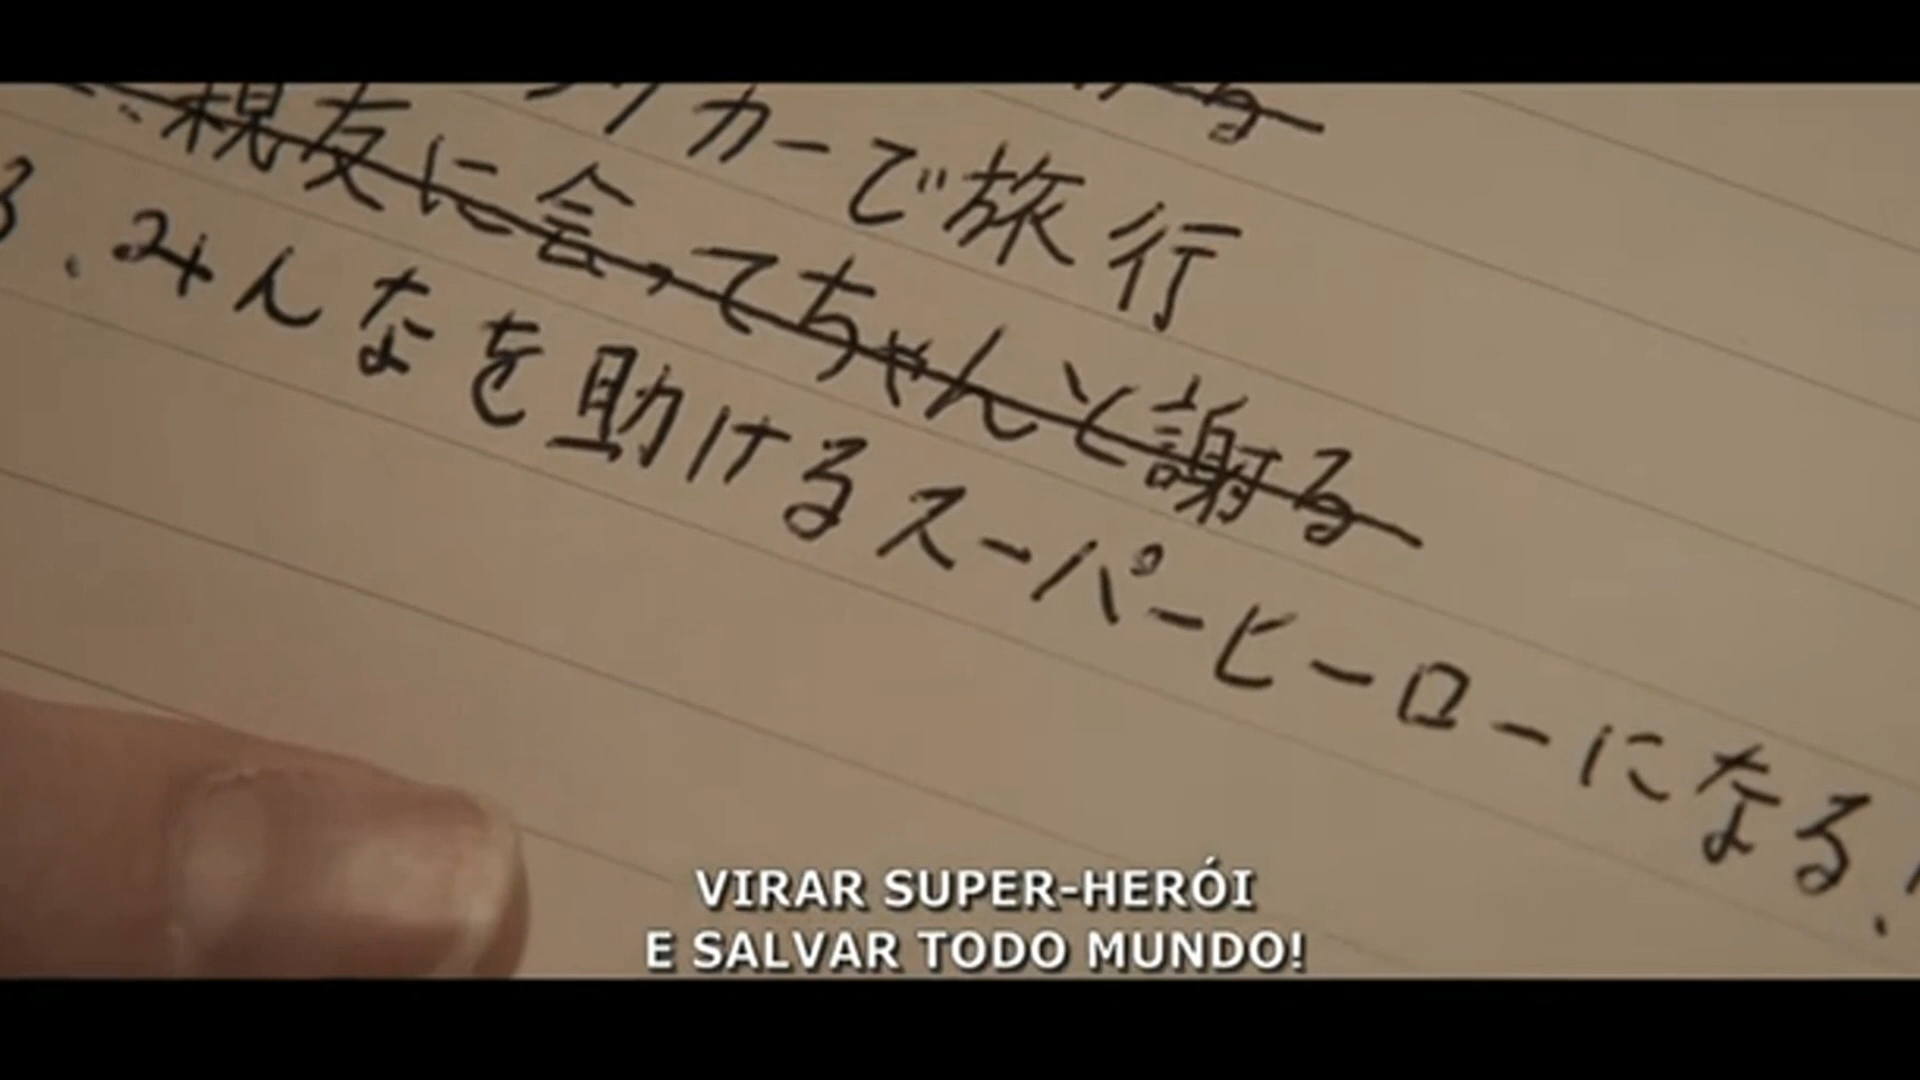 カーで旅行
親友に会ってちゃんと謝る
3.みんなを助けるスーパーヒーローになる!
VIRAR SUPER-HERÓI
E SALVAR TODO MUNDO!